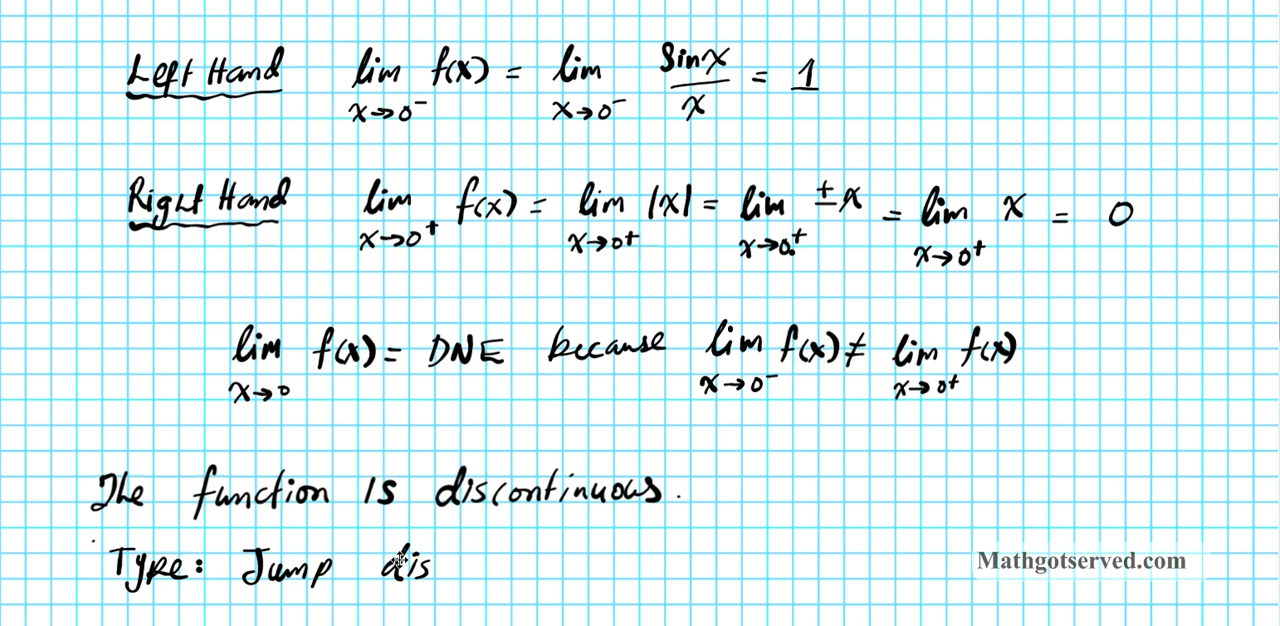 Left Hand lim x→0⁻ f(x) = lim x→0⁻ sinx/x = 1
Right Hand lim x→0⁺ f(x) = lim x→0⁺ |x| = lim x→0⁺ ±x = lim x→0⁺ x = 0
lim x→0 f(x) = DNE because lim x→0⁻ f(x) ≠ lim x→0⁺ f(x)
The function is discontinuous.
Type: Jump dis
Mathgotserved.com